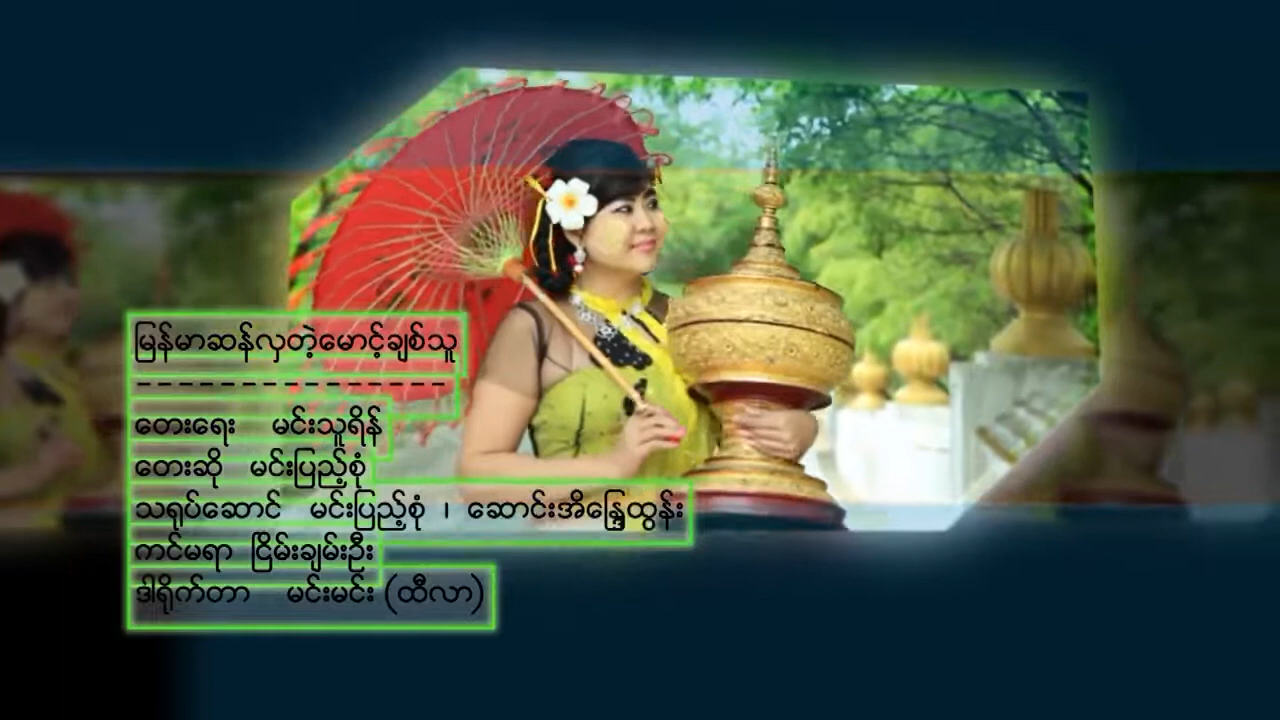 မြန်မာဆန်လှတဲ့မောင့်ချစ်သူ
---------------
တေးရေး မင်းသူရိန်
တေးဆို မင်းပြည့်စုံ
သရုပ်ဆောင် မင်းပြည့်စုံ ၊ ဆောင်းအိန္ဒြေထွန်း
ကင်မရာ ငြိမ်းချမ်းဦး
ဒါရိုက်တာ မင်းမင်း (ထီလာ)